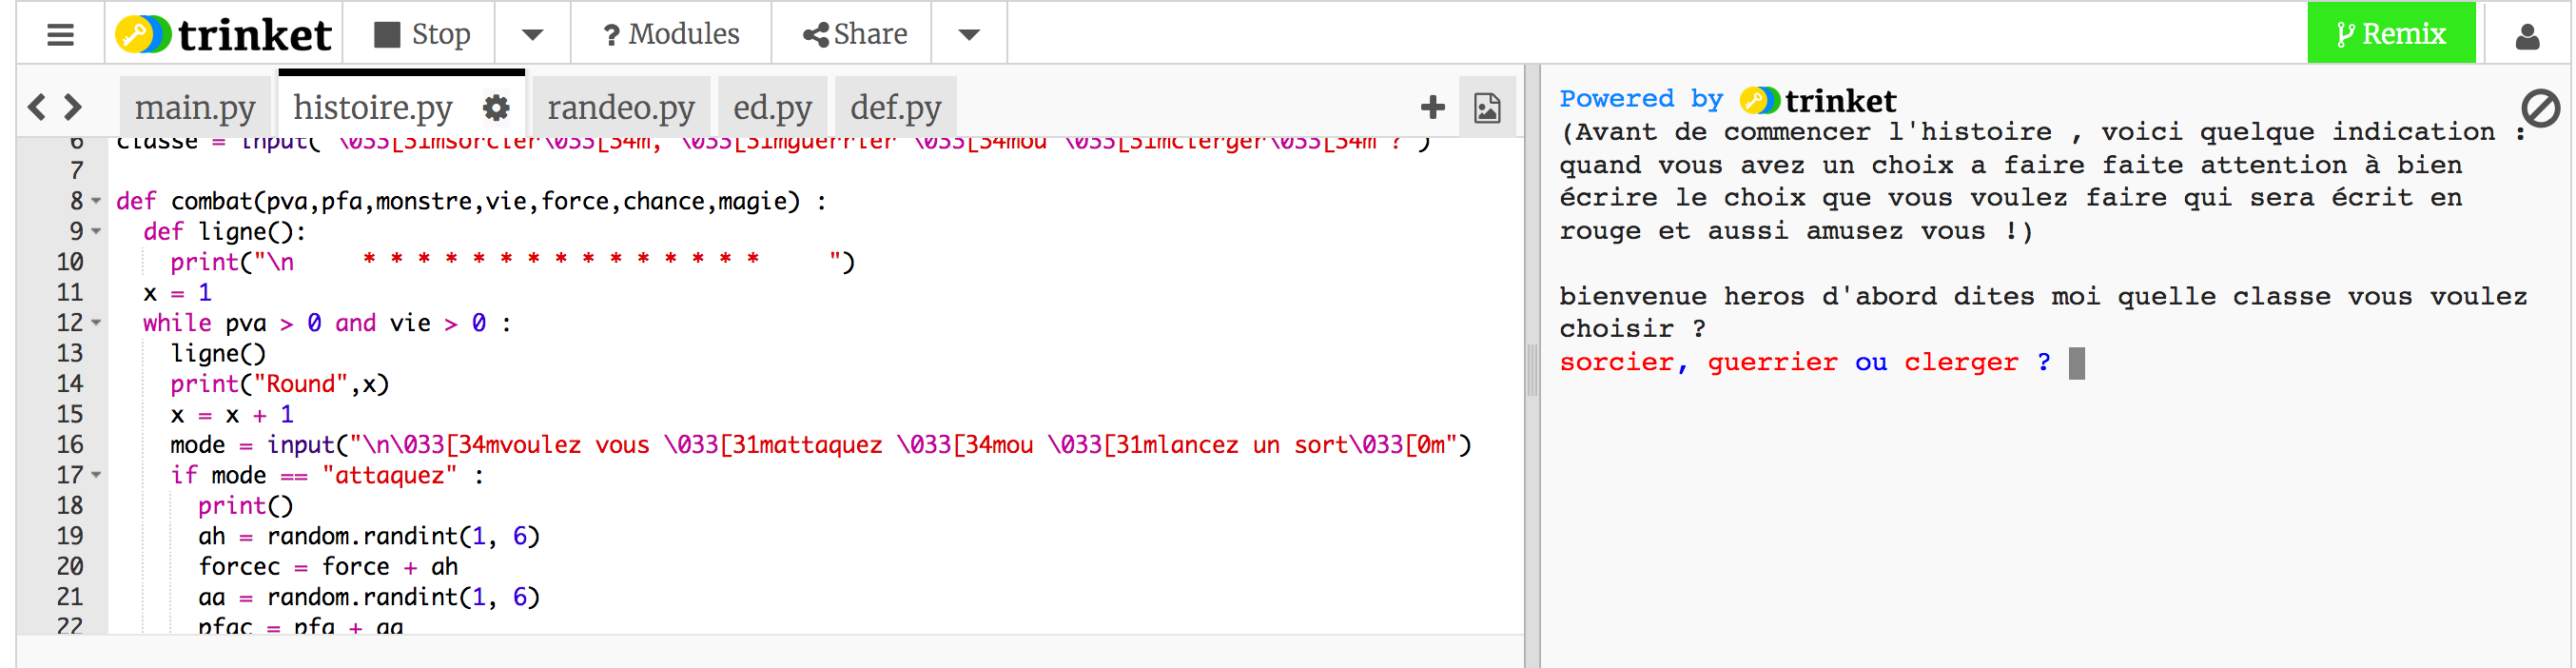 trinket Stop ? Modules Share Remix
main.py histoire.py randeo.py ed.py def.py
6 classe = input( \033[31msorcier\033[34m, \033[31mguerrier \033[34mou \033[31mclerger\033[34m ? )
7
8 def combat(pva,pfa,monstre,vie,force,chance,magie) :
9 def ligne():
10 print("\n * * * * * * * * * * * * * * * ")
11 x = 1
12 while pva > 0 and vie > 0 :
13 ligne()
14 print("Round",x)
15 x = x + 1
16 mode = input("\n\033[34mvoulez vous \033[31mattaquez \033[34mou \033[31mlancez un sort\033[0m")
17 if mode == "attaquez" :
18 print()
19 ah = random.randint(1, 6)
20 forcec = force + ah
21 aa = random.randint(1, 6)
22 pfac = pfa + aa
Powered by trinket
(Avant de commencer l'histoire , voici quelque indication :
quand vous avez un choix a faire faite attention à bien
écrire le choix que vous voulez faire qui sera écrit en
rouge et aussi amusez vous !)
bienvenue heros d'abord dites moi quelle classe vous voulez
choisir ?
sorcier, guerrier ou clerger ?